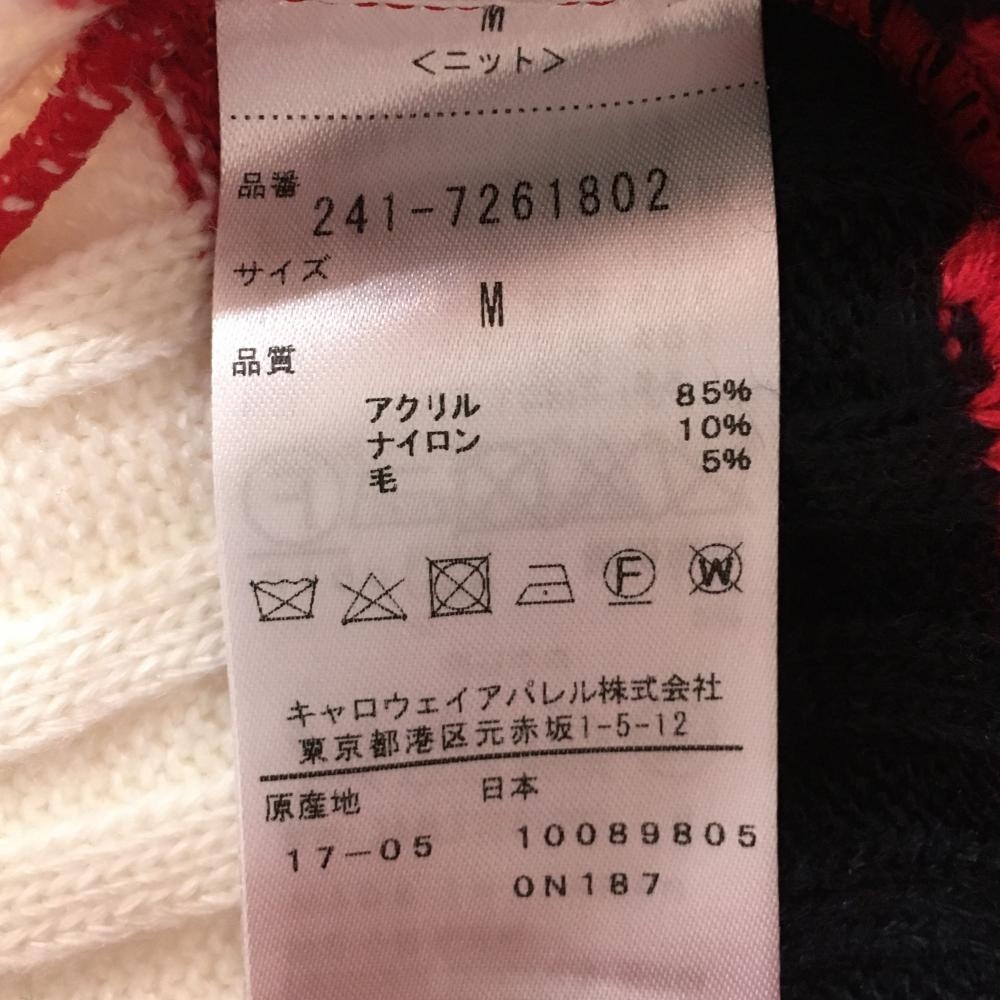 M
<ニット>
品番 241-7261802
サイズ
M
品質
アクリル 85%
ナイロン 10%
毛 5%
F W
キャロウェイアパレル株式会社
東京都港区元赤坂1-5-12
原産地 日本
17-05 10089805
0N187